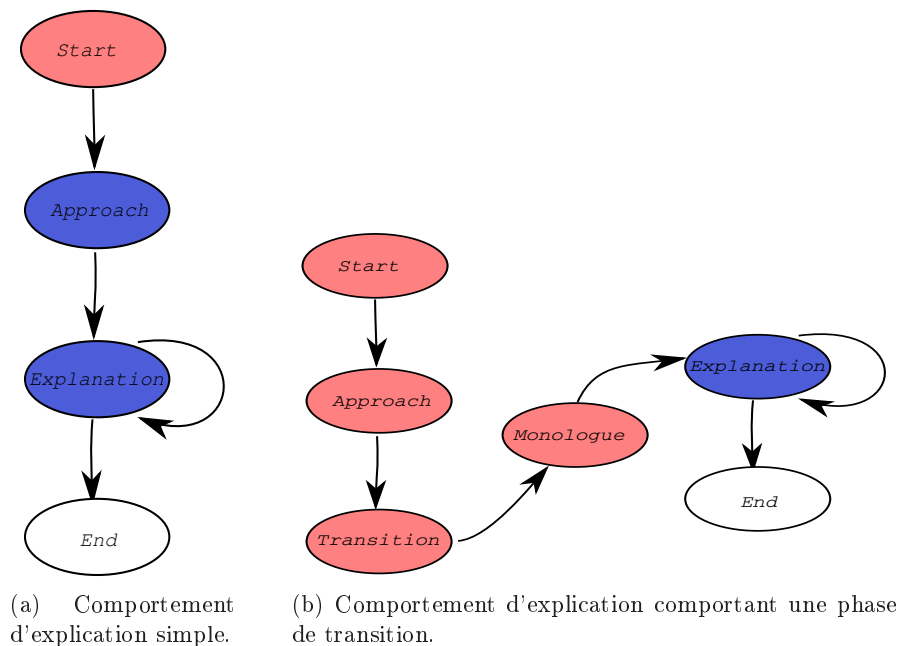 Start
Approach
Explanation
End
Start
Approach
Transition
Monologue
Explanation
End
(a) Comportement
d'explication simple.
(b) Comportement d'explication comportant une phase
de transition.